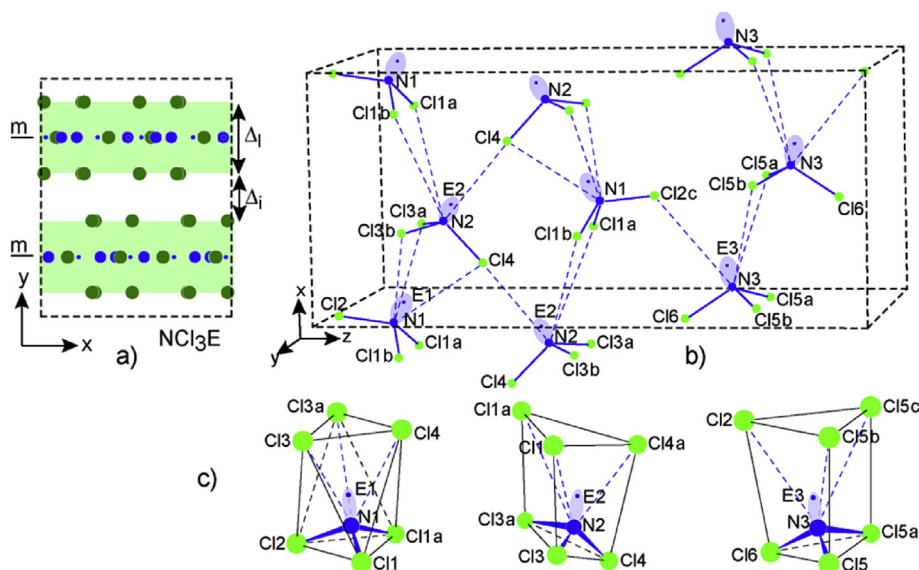 m
Δl
Δi
m
y
x
NCl3E
a)
N1
Cl1a
Cl1b
N2
Cl4
N3
E2
N2
Cl3a
Cl3b
N1
Cl2c
Cl1b
Cl1a
Cl5a
Cl5b
N3
Cl6
Cl4
E3
N3
Cl5a
Cl5b
Cl6
Cl2
E1
N1
Cl1a
Cl1b
E2
N2
Cl3a
Cl3b
Cl4
x
y
z
b)
c)
Cl3a
Cl3
Cl4
E1
N1
Cl2
Cl1a
Cl1
Cl1a
Cl1
Cl4a
E2
N2
Cl3a
Cl3
Cl4
Cl5c
Cl2
Cl5b
E3
N3
Cl5a
Cl6
Cl5